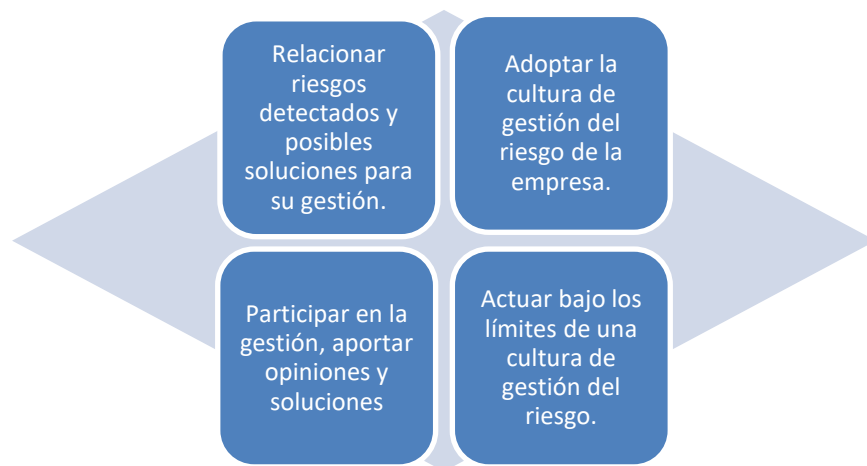 Relacionar
riesgos
detectados y
posibles
soluciones para
su gestión.
Adoptar la
cultura de
gestión del
riesgo de la
empresa.
Participar en la
gestión, aportar
opiniones y
soluciones
Actuar bajo los
límites de una
cultura de
gestión del
riesgo.